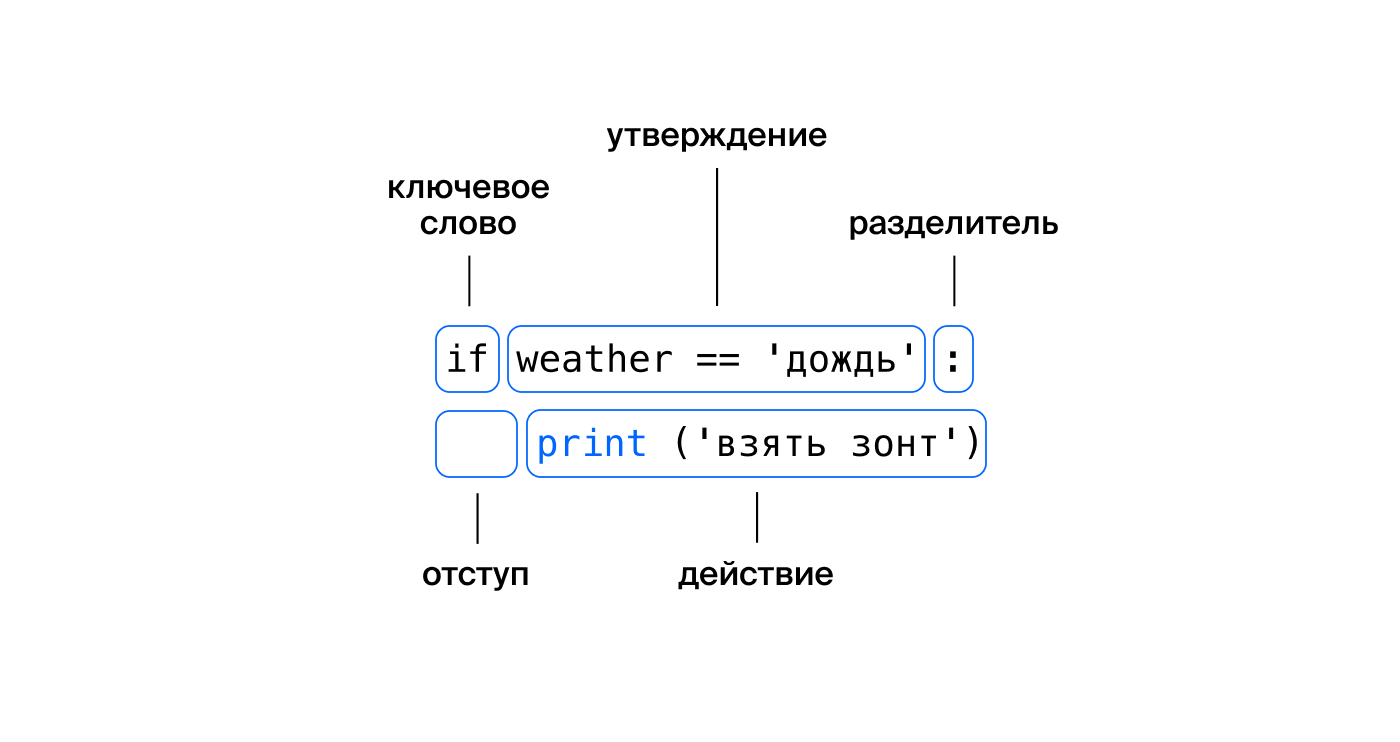 утверждение
ключевое
слово
разделитель
if weather == 'дождь' :
print ('взять зонт')
отступ
действие